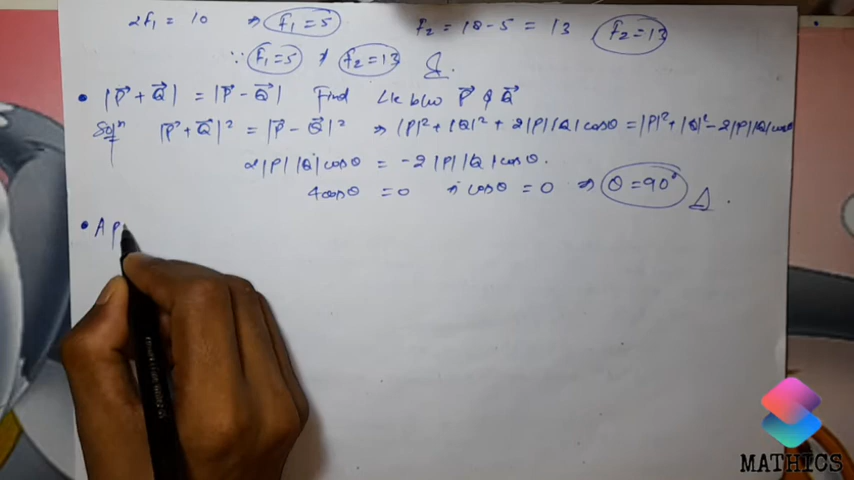 2f₁ = 10 ⇒ f₁ = 5 f₂ = 18 - 5 = 13 f₂ = 13
∵ f₁ = 5 f₂ = 13
• |P⃗ + Q⃗| = |P⃗ - Q⃗| Find b/w P⃗ & Q⃗
Solⁿ |P⃗ + Q⃗|² = |P⃗ - Q⃗|² ⇒ |P|² + |Q|² + 2|P||Q|cosθ = |P|² + |Q|² - 2|P||Q|cosθ
2|P||Q|cosθ = -2|P||Q|cosθ.
4cosθ = 0 cosθ = 0 ⇒ θ = 90°
• A P
MATHICS